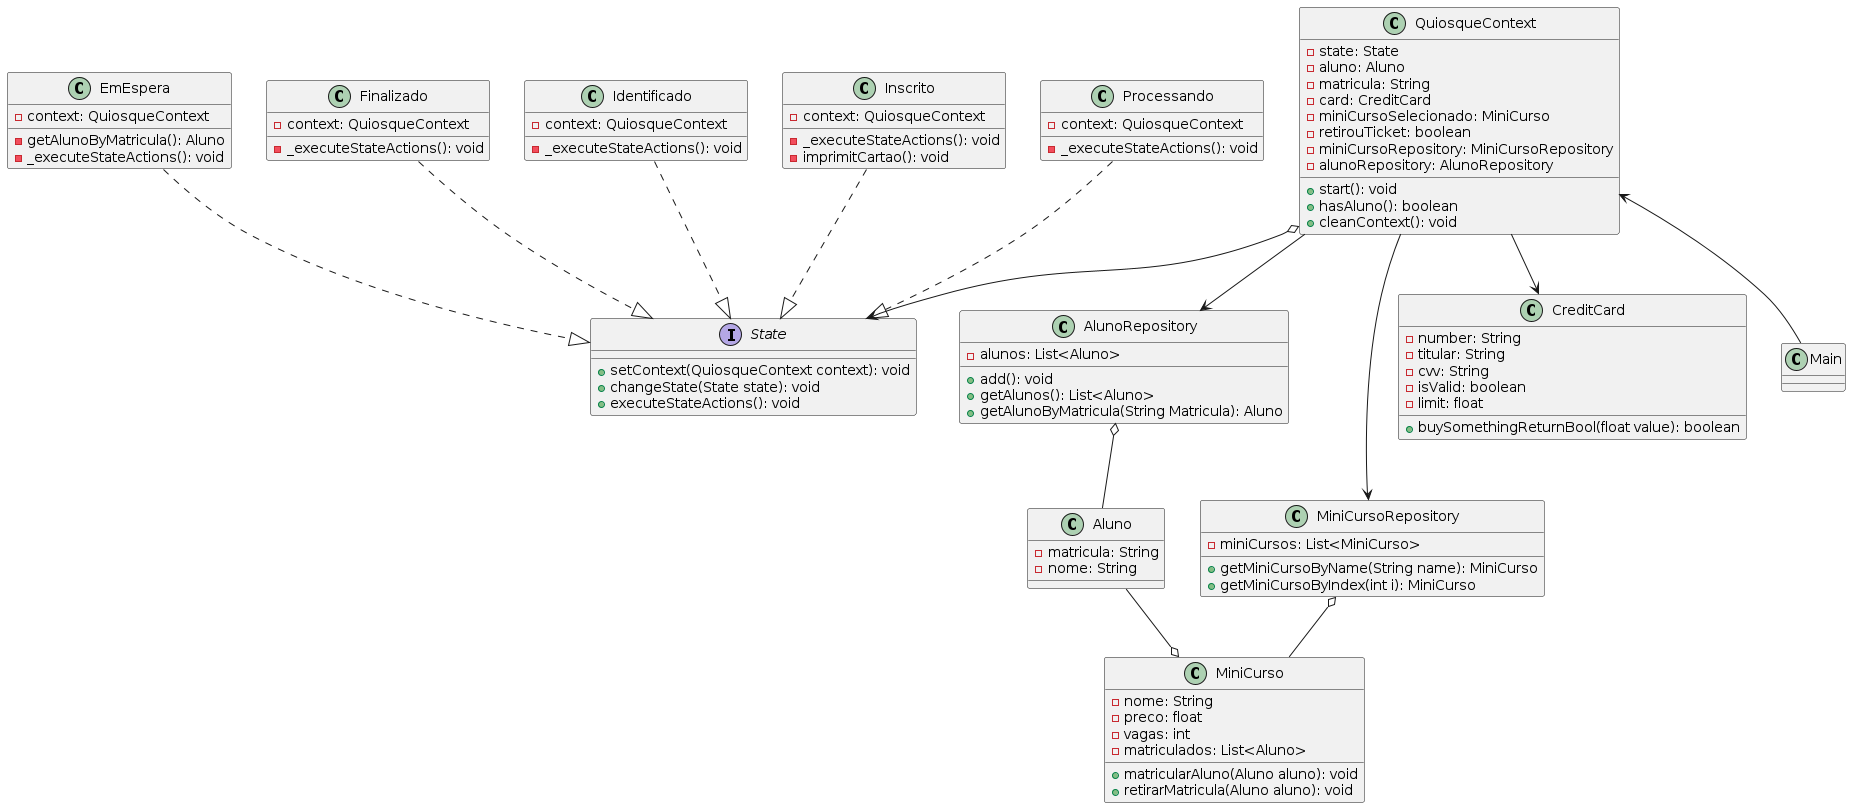 QuiosqueContext
state: State
aluno: Aluno
matricula: String
card: CreditCard
miniCursoSelecionado: MiniCurso
retirouTicket: boolean
miniCursoRepository: MiniCursoRepository
alunoRepository: AlunoRepository
start(): void
hasAluno(): boolean
cleanContext(): void
EmEspera
context: QuiosqueContext
getAlunoByMatricula(): Aluno
_executeStateActions(): void
Finalizado
context: QuiosqueContext
_executeStateActions(): void
Identificado
context: QuiosqueContext
_executeStateActions(): void
Inscrito
context: QuiosqueContext
_executeStateActions(): void
imprimitCartao(): void
Processando
context: QuiosqueContext
_executeStateActions(): void
State
setContext(QuiosqueContext context): void
changeState(State state): void
executeStateActions(): void
AlunoRepository
alunos: List<Aluno>
add(): void
getAlunos(): List<Aluno>
getAlunoByMatricula(String Matricula): Aluno
CreditCard
number: String
titular: String
cvv: String
isValid: boolean
limit: float
buySomethingReturnBool(float value): boolean
Main
Aluno
matricula: String
nome: String
MiniCursoRepository
miniCursos: List<MiniCurso>
getMiniCursoByName(String name): MiniCurso
getMiniCursoByIndex(int i): MiniCurso
MiniCurso
nome: String
preco: float
vagas: int
matriculados: List<Aluno>
matricularAluno(Aluno aluno): void
retirarMatricula(Aluno aluno): void